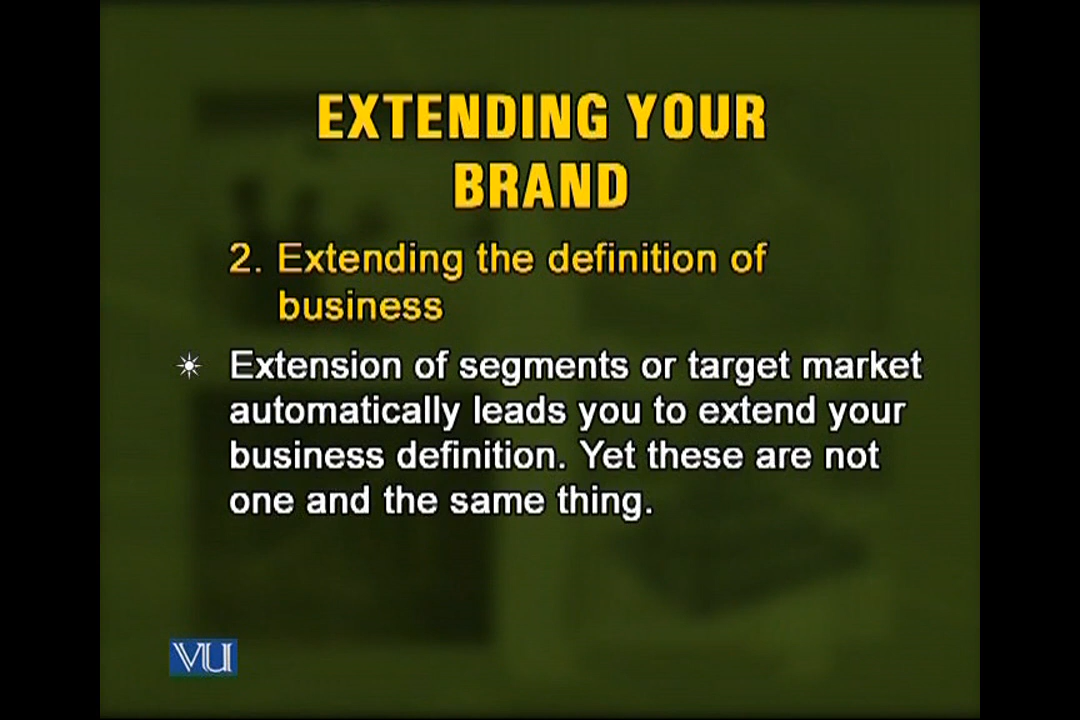 EXTENDING YOUR
BRAND
2. Extending the definition of
business
Extension of segments or target market
automatically leads you to extend your
business definition. Yet these are not
one and the same thing.
VU